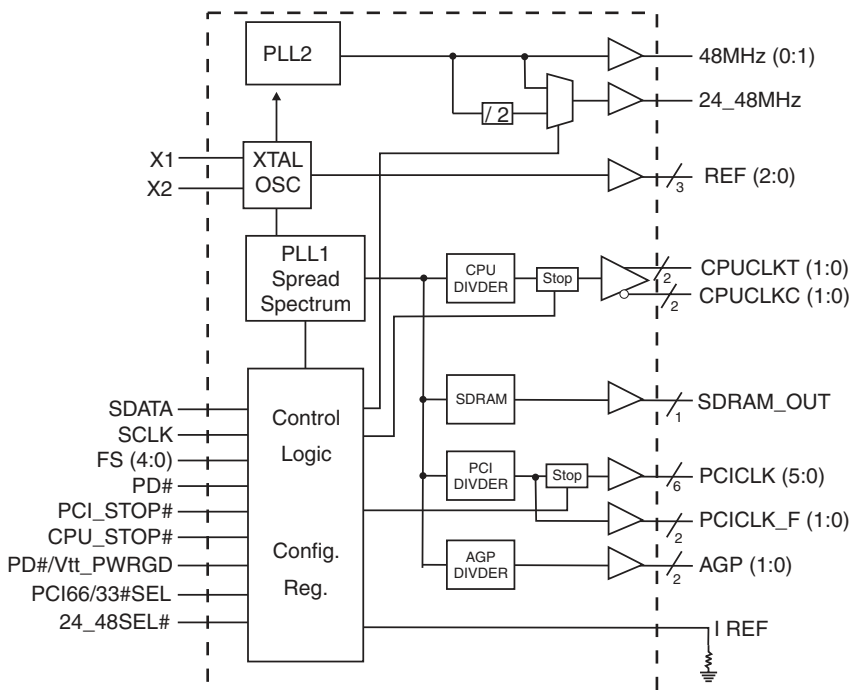 PLL2
48MHz (0:1)
/ 2
24_48MHz
X1
X2
XTAL
OSC
3
REF (2:0)
PLL1
Spread
Spectrum
CPU
DIVDER
Stop
2
CPUCLKT (1:0)
2
CPUCLKC (1:0)
SDATA
SCLK
FS (4:0)
PD#
PCI_STOP#
CPU_STOP#
PD#/Vtt_PWRGD
PCI66/33#SEL
24_48SEL#
Control
Logic
Config.
Reg.
SDRAM
1
SDRAM_OUT
PCI
DIVDER
Stop
6
PCICLK (5:0)
2
PCICLK_F (1:0)
AGP
DIVDER
2
AGP (1:0)
I REF